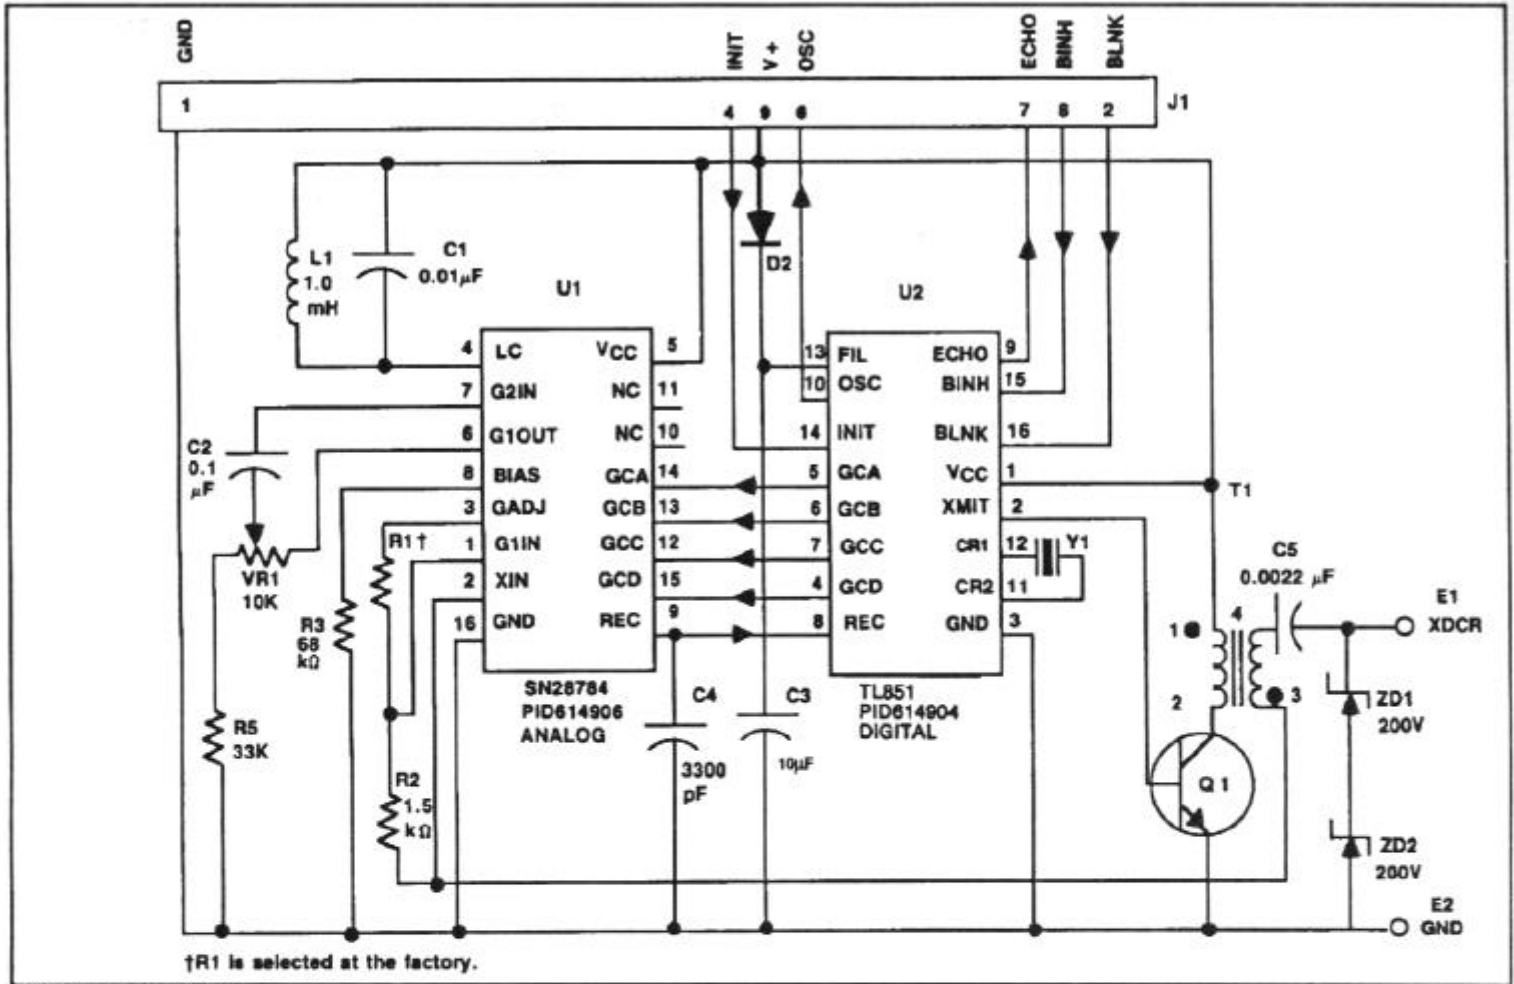 GND
INIT
V +
OSC
ECHO
BINH
BLNK
1
4
9
6
7
8
2
J1
L1
1.0
mH
C1
0.01μF
D2
U1
U2
4 LC
7 G2IN
6 G1OUT
8 BIAS
3 GADJ
1 G1IN
2 XIN
16 GND
VCC 5
NC 11
NC 10
GCA 14
GCB 13
GCC 12
GCD 15
REC 9
13 FIL
10 OSC
14 INIT
5 GCA
6 GCB
7 GCC
4 GCD
8 REC
ECHO 9
BINH 15
BLNK 16
VCC 1
XMIT 2
CR1 12
CR2 11
GND 3
Y1
C2
0.1
μF
VR1
10K
R1†
R3
68
kΩ
R5
33K
R2
1.5
kΩ
SN28784
PID614906
ANALOG
C4
3300
pF
C3
10μF
TL851
PID614904
DIGITAL
T1
C5
0.0022 μF
1
4
2
3
Q1
E1
XDCR
ZD1
200V
ZD2
200V
E2
GND
†R1 is selected at the factory.